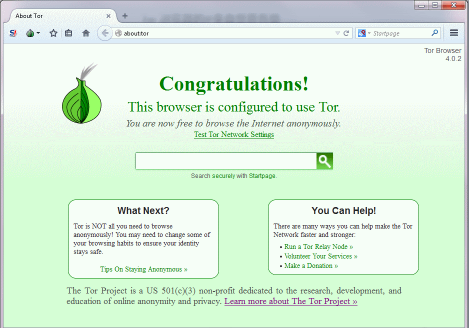 About Tor
about:tor
Startpage
Tor Browser
4.0.2
Congratulations!
This browser is configured to use Tor.
You are now free to browse the Internet anonymously.
Test Tor Network Settings
Search securely with Startpage.
What Next?
Tor is NOT all you need to browse
anonymously! You may need to change some
of your browsing habits to ensure your identity
stays safe.
Tips On Staying Anonymous »
You Can Help!
There are many ways you can help make the Tor
Network faster and stronger:
• Run a Tor Relay Node »
• Volunteer Your Services »
• Make a Donation »
The Tor Project is a US 501(c)(3) non-profit dedicated to the research, development, and
education of online anonymity and privacy. Learn more about The Tor Project »